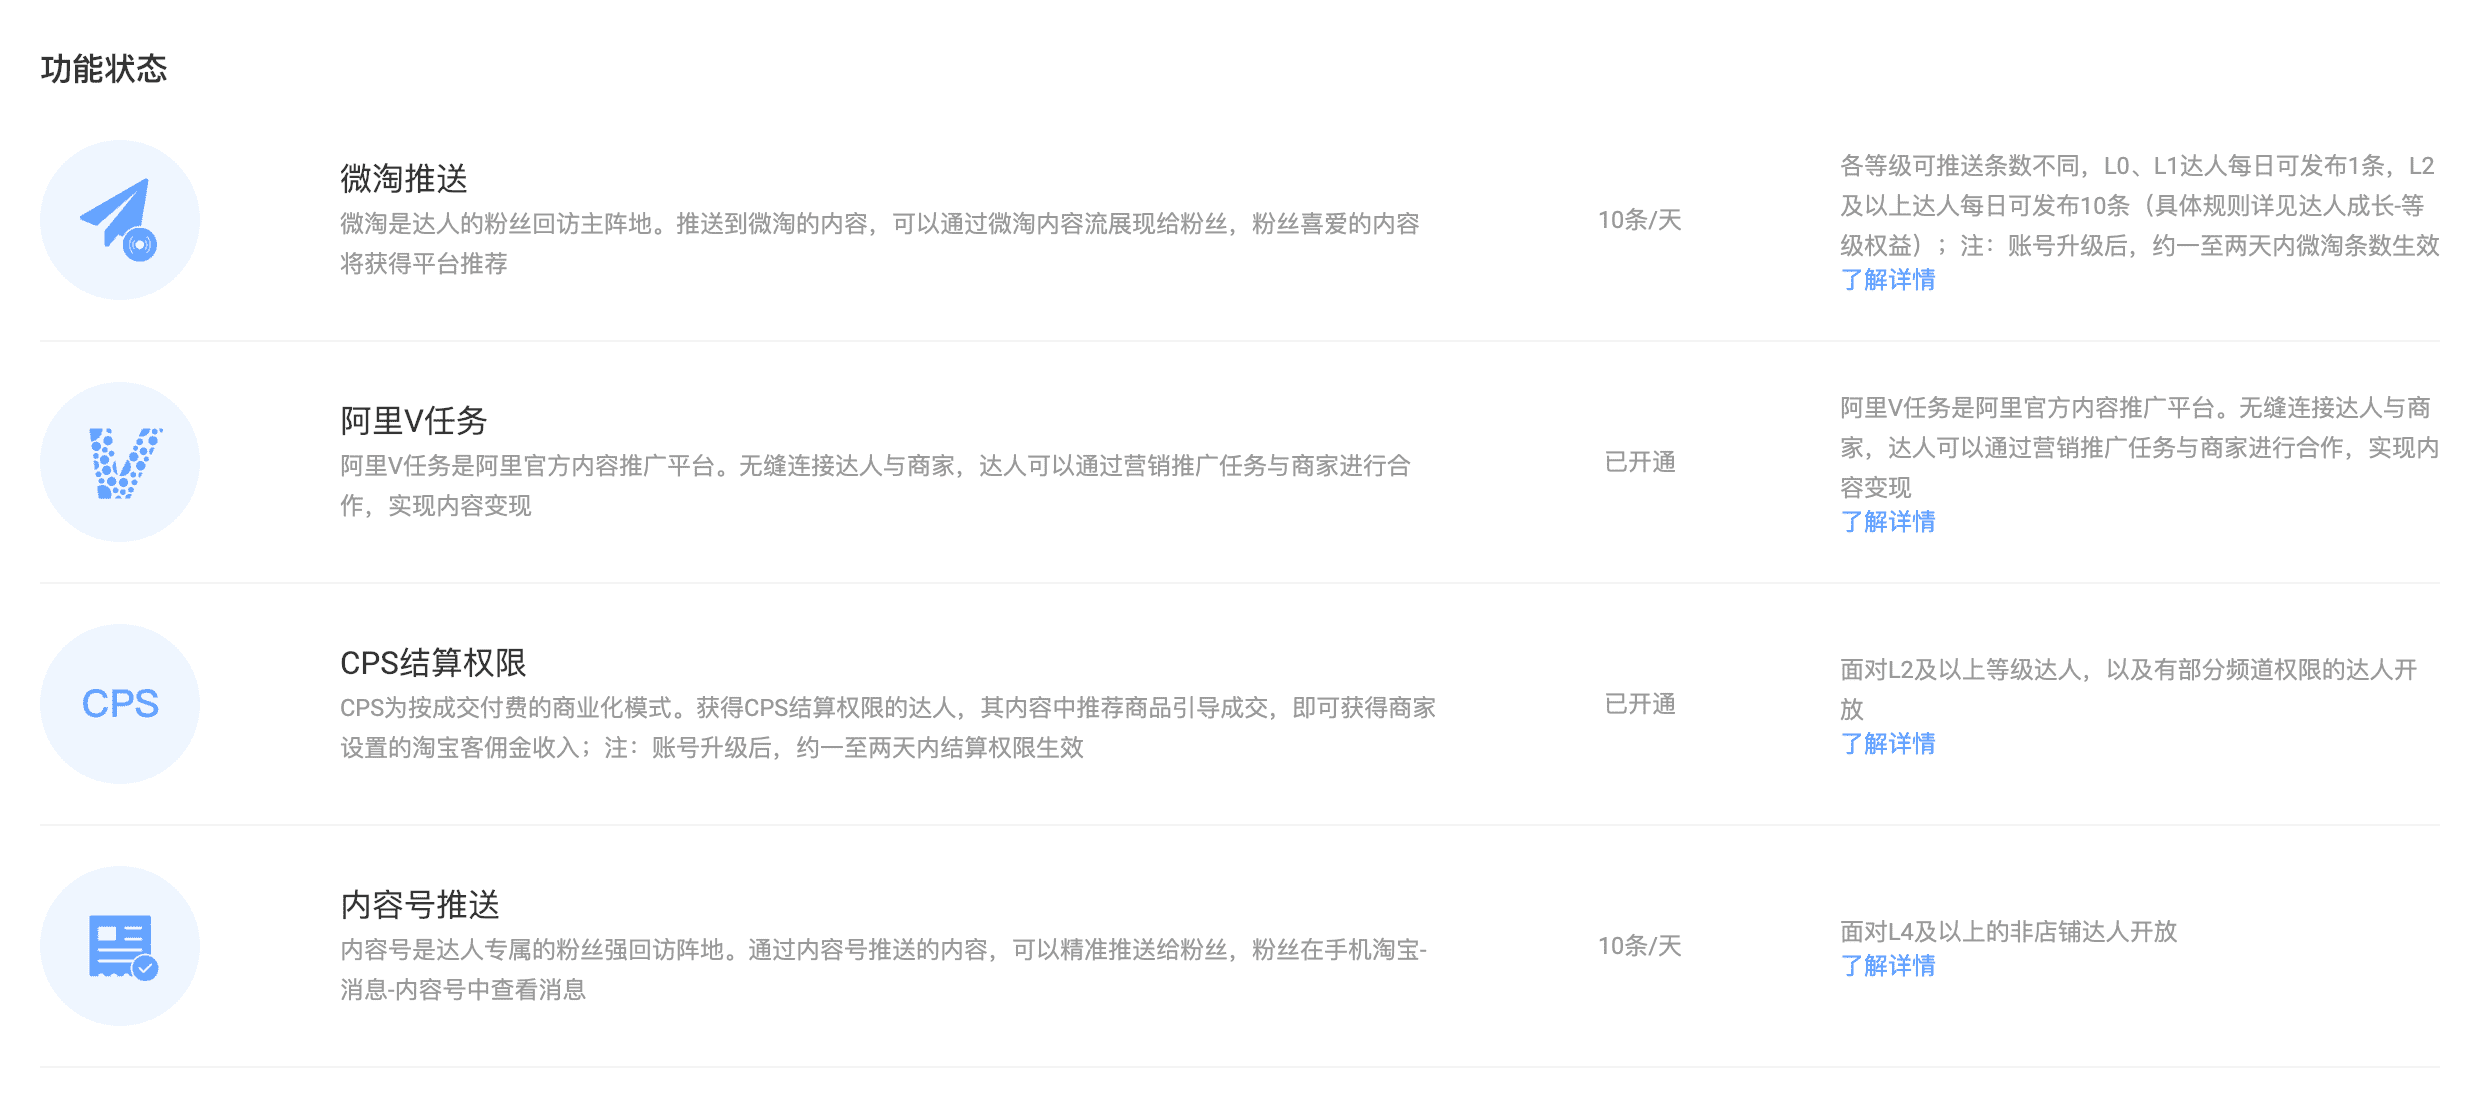 功能状态
微淘推送
微淘是达人的粉丝回访主阵地。推送到微淘的内容，可以通过微淘内容流展现给粉丝，粉丝喜爱的内容
将获得平台推荐
10条/天
各等级可推送条数不同，L0、L1达人每日可发布1条，L2
及以上达人每日可发布10条（具体规则详见达人成长-等
级权益）；注：账号升级后，约一至两天内微淘条数生效
了解详情
阿里V任务
阿里V任务是阿里官方内容推广平台。无缝连接达人与商家，达人可以通过营销推广任务与商家进行合
作，实现内容变现
已开通
阿里V任务是阿里官方内容推广平台。无缝连接达人与商
家，达人可以通过营销推广任务与商家进行合作，实现内
容变现
了解详情
CPS
CPS结算权限
CPS为按成交付费的商业化模式。获得CPS结算权限的达人，其内容中推荐商品引导成交，即可获得商家
设置的淘宝客佣金收入；注：账号升级后，约一至两天内结算权限生效
已开通
面对L2及以上等级达人，以及有部分频道权限的达人开
放
了解详情
内容号推送
内容号是达人专属的粉丝强回访阵地。通过内容号推送的内容，可以精准推送给粉丝，粉丝在手机淘宝-
消息-内容号中查看消息
10条/天
面对L4及以上的非店铺达人开放
了解详情